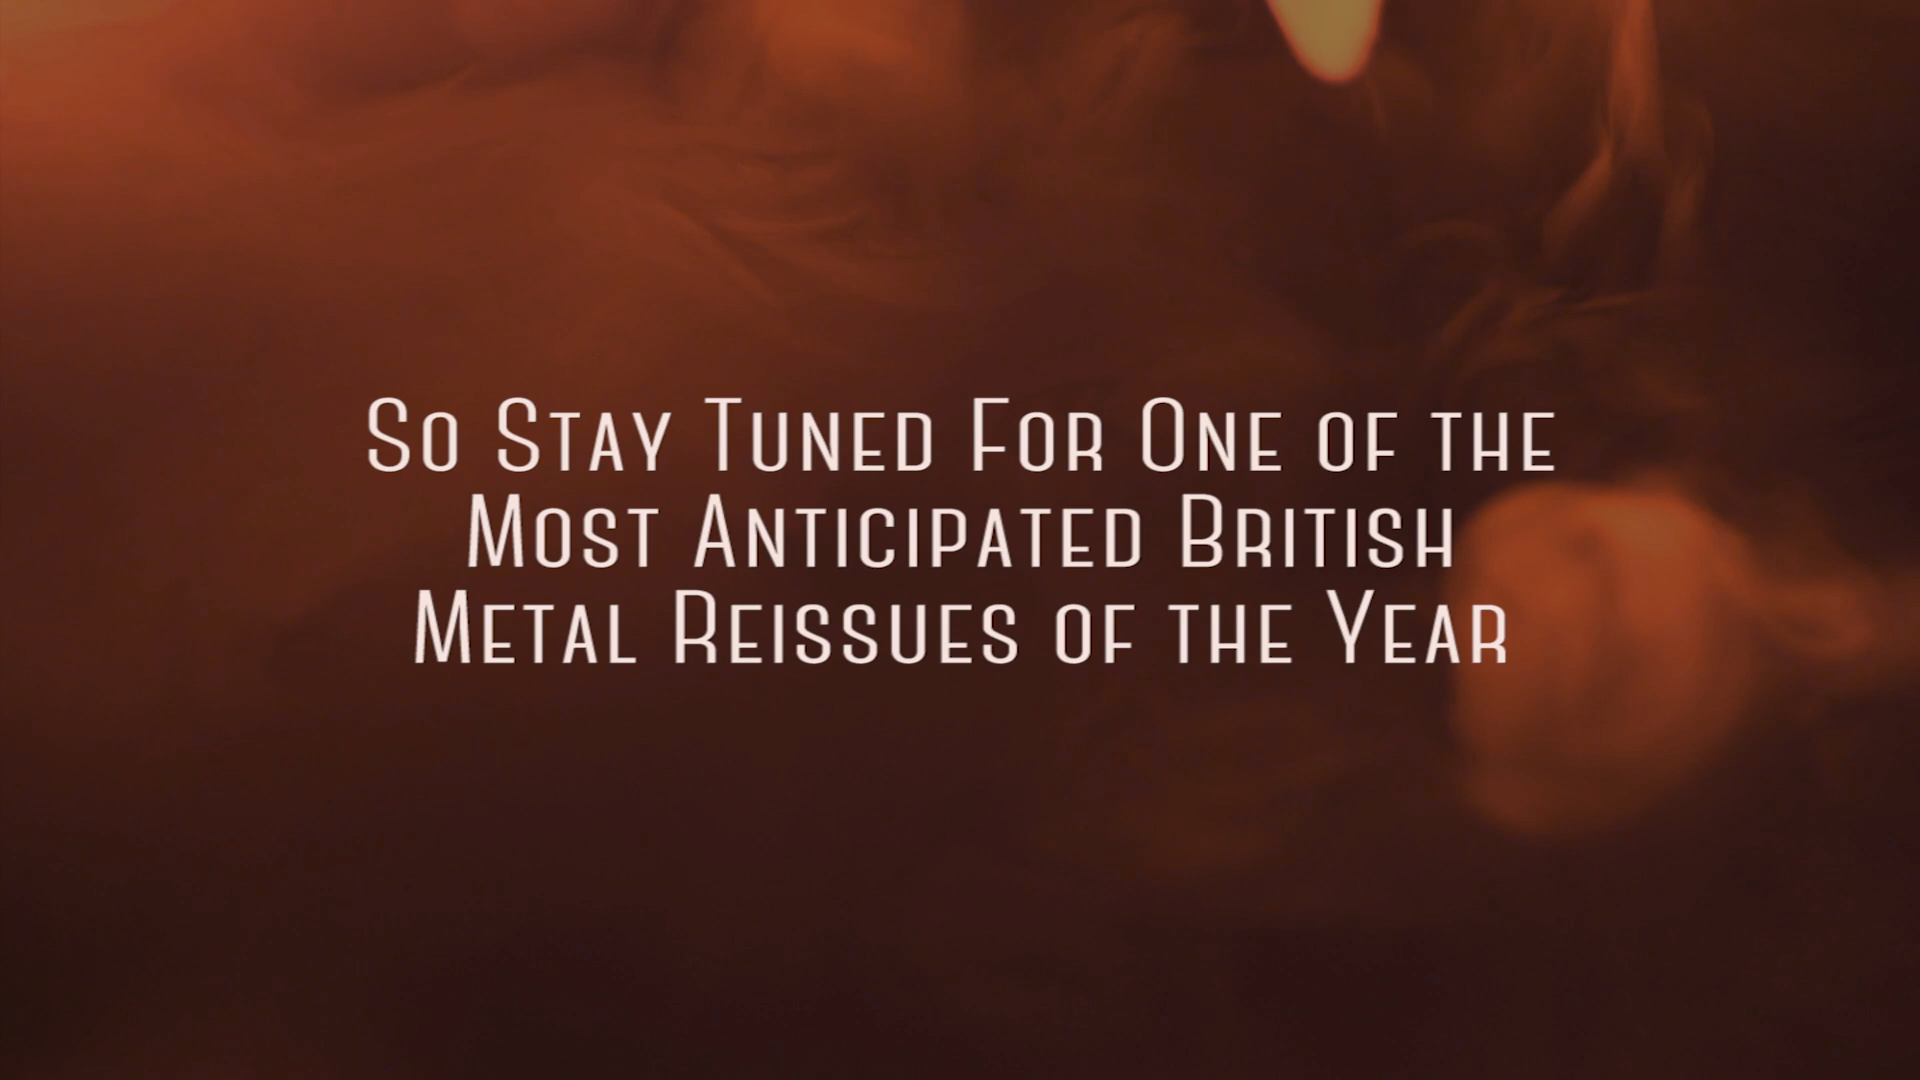 So Stay Tuned For One of the
Most Anticipated British
Metal Reissues of the Year